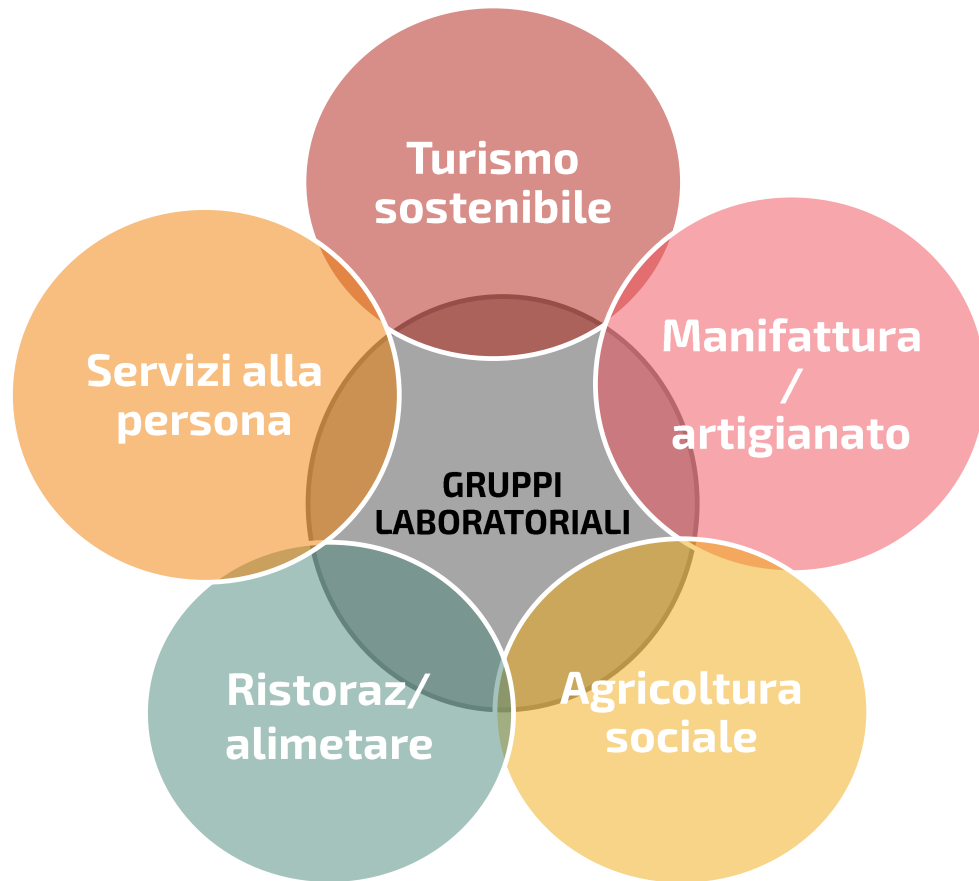 Turismo
sostenibile
Manifattura
/
artigianato
Servizi alla
persona
GRUPPI
LABORATORIALI
Ristoraz/
alimetare
Agricoltura
sociale